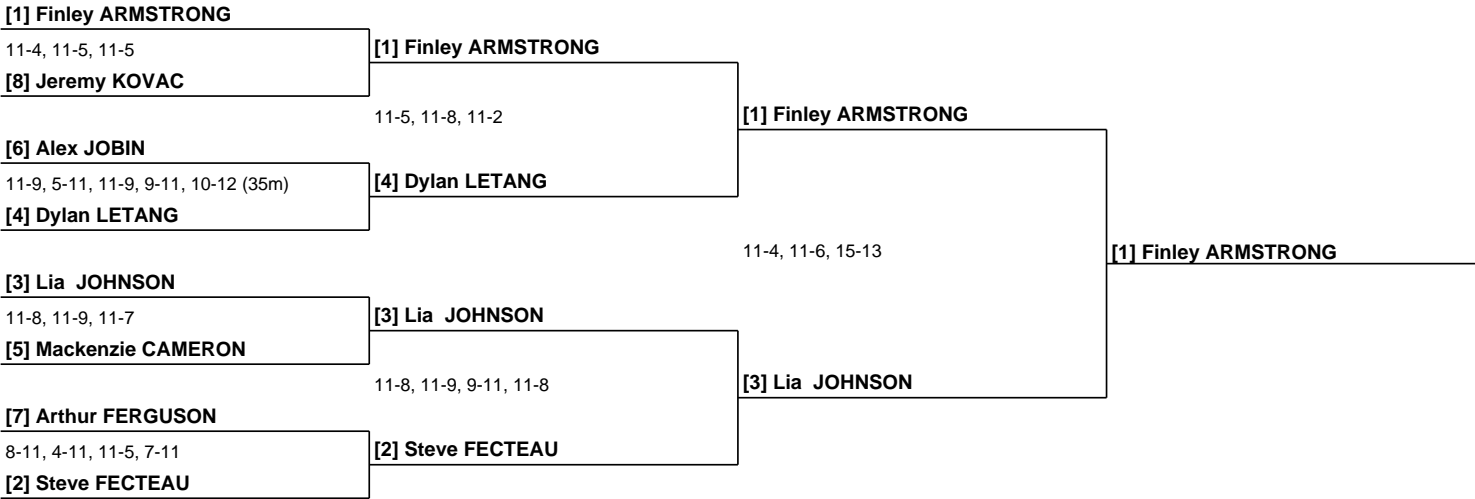 [1] Finley ARMSTRONG
11-4, 11-5, 11-5
[8] Jeremy KOVAC
[6] Alex JOBIN
11-9, 5-11, 11-9, 9-11, 10-12 (35m)
[4] Dylan LETANG
[3] Lia JOHNSON
11-8, 11-9, 11-7
[5] Mackenzie CAMERON
[7] Arthur FERGUSON
8-11, 4-11, 11-5, 7-11
[2] Steve FECTEAU
[1] Finley ARMSTRONG
11-5, 11-8, 11-2
[4] Dylan LETANG
[3] Lia JOHNSON
11-8, 11-9, 9-11, 11-8
[2] Steve FECTEAU
[1] Finley ARMSTRONG
11-4, 11-6, 15-13
[3] Lia JOHNSON
[1] Finley ARMSTRONG